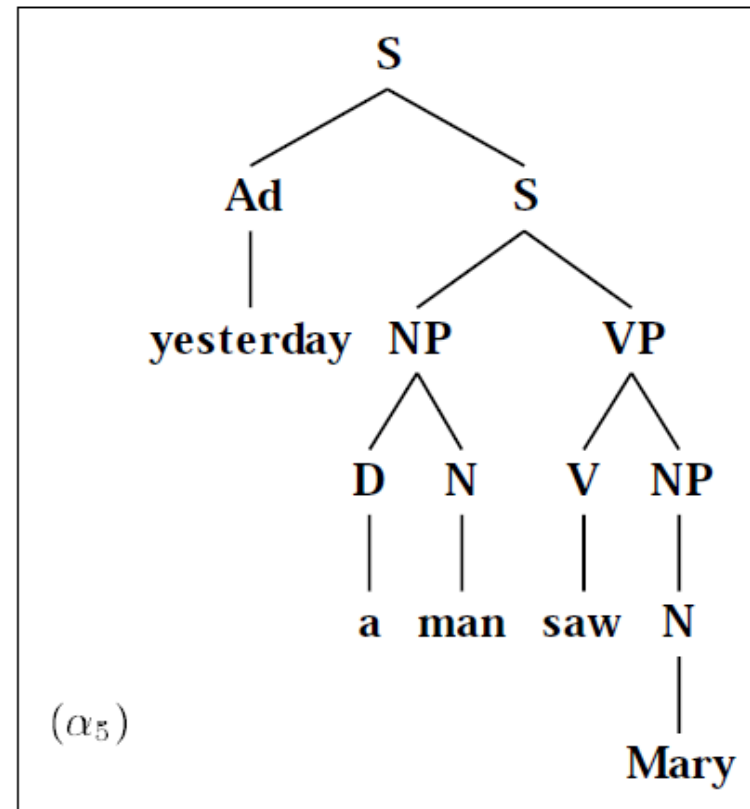 S
Ad S
yesterday NP VP
D N V NP
a man saw N
(α₅)
Mary